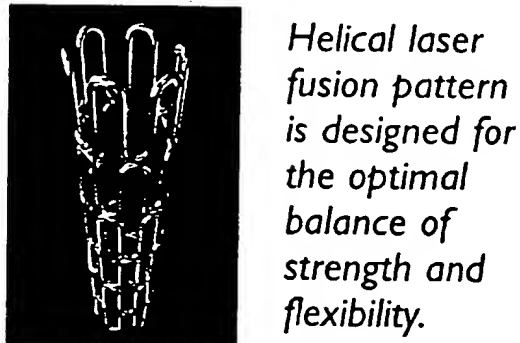 Helical laser
fusion pattern
is designed for
the optimal
balance of
strength and
flexibility.